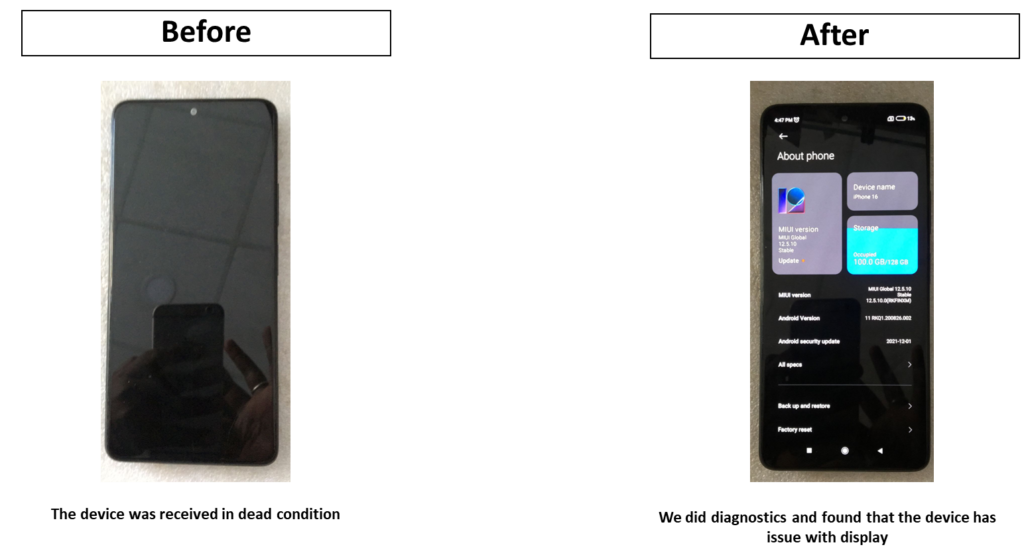 Before
After
4:47 PM
13%
About phone
Device name
iPhone 16
MIUI version
MIUI Global
12.5.10
Stable
Update
Storage
Occupied
100.0 GB/128 GB
MIUI version
MIUI Global 12.5.10
Stable
12.5.10.0(RKFINXM)
Android Version
11 RKQ1.200826.002
Android security update
2021-12-01
All specs
Back up and restore
Factory reset
The device was received in dead condition
We did diagnostics and found that the device has
issue with display